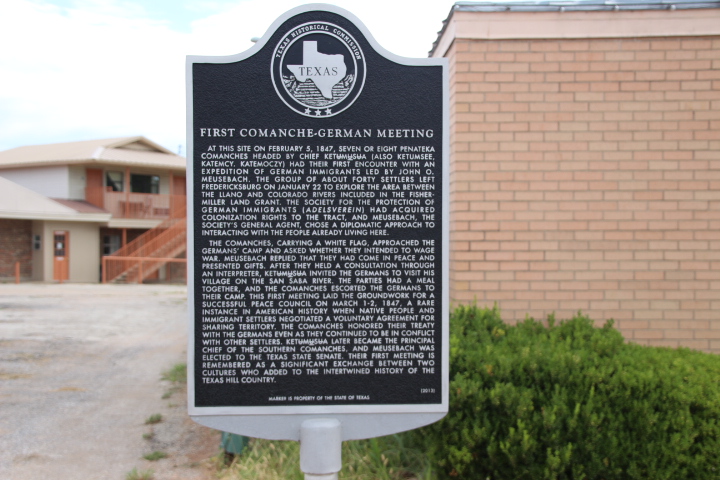 TEXAS HISTORICAL COMMISSION
TEXAS
FIRST COMANCHE-GERMAN MEETING
AT THIS SITE ON FEBRUARY 5, 1847, SEVEN OR EIGHT PENATEKA
COMANCHES HEADED BY CHIEF KETUMUSUA (ALSO KETUMSEE,
KATEMCY, KATEMOCZY) HAD THEIR FIRST ENCOUNTER WITH AN
EXPEDITION OF GERMAN IMMIGRANTS LED BY JOHN O.
MEUSEBACH. THE GROUP OF ABOUT FORTY SETTLERS LEFT
FREDERICKSBURG ON JANUARY 22 TO EXPLORE THE AREA BETWEEN
THE LLANO AND COLORADO RIVERS INCLUDED IN THE FISHER-
MILLER LAND GRANT. THE SOCIETY FOR THE PROTECTION OF
GERMAN IMMIGRANTS (ADELSVEREIN) HAD ACQUIRED
COLONIZATION RIGHTS TO THE TRACT, AND MEUSEBACH, THE
SOCIETY'S GENERAL AGENT, CHOSE A DIPLOMATIC APPROACH TO
INTERACTING WITH THE PEOPLE ALREADY LIVING HERE.
THE COMANCHES, CARRYING A WHITE FLAG, APPROACHED THE
GERMANS' CAMP AND ASKED WHETHER THEY INTENDED TO WAGE
WAR. MEUSEBACH REPLIED THAT THEY HAD COME IN PEACE AND
PRESENTED GIFTS. AFTER THEY HELD A CONSULTATION THROUGH
AN INTERPRETER, KETUMUSUA INVITED THE GERMANS TO VISIT HIS
VILLAGE ON THE SAN SABA RIVER. THE PARTIES HAD A MEAL
TOGETHER, AND THE COMANCHES ESCORTED THE GERMANS TO
THEIR CAMP. THIS FIRST MEETING LAID THE GROUNDWORK FOR A
SUCCESSFUL PEACE COUNCIL ON MARCH 1-2, 1847, A RARE
INSTANCE IN AMERICAN HISTORY WHEN NATIVE PEOPLE AND
IMMIGRANT SETTLERS NEGOTIATED A VOLUNTARY AGREEMENT FOR
SHARING TERRITORY. THE COMANCHES HONORED THEIR TREATY
WITH THE GERMANS EVEN AS THEY CONTINUED TO BE IN CONFLICT
WITH OTHER SETTLERS. KETUMUSUA LATER BECAME THE PRINCIPAL
CHIEF OF THE SOUTHERN COMANCHES, AND MEUSEBACH WAS
ELECTED TO THE TEXAS STATE SENATE. THEIR FIRST MEETING IS
REMEMBERED AS A SIGNIFICANT EXCHANGE BETWEEN TWO
CULTURES WHO ADDED TO THE INTERTWINED HISTORY OF THE
TEXAS HILL COUNTRY.
(2012)
MARKER IS PROPERTY OF THE STATE OF TEXAS